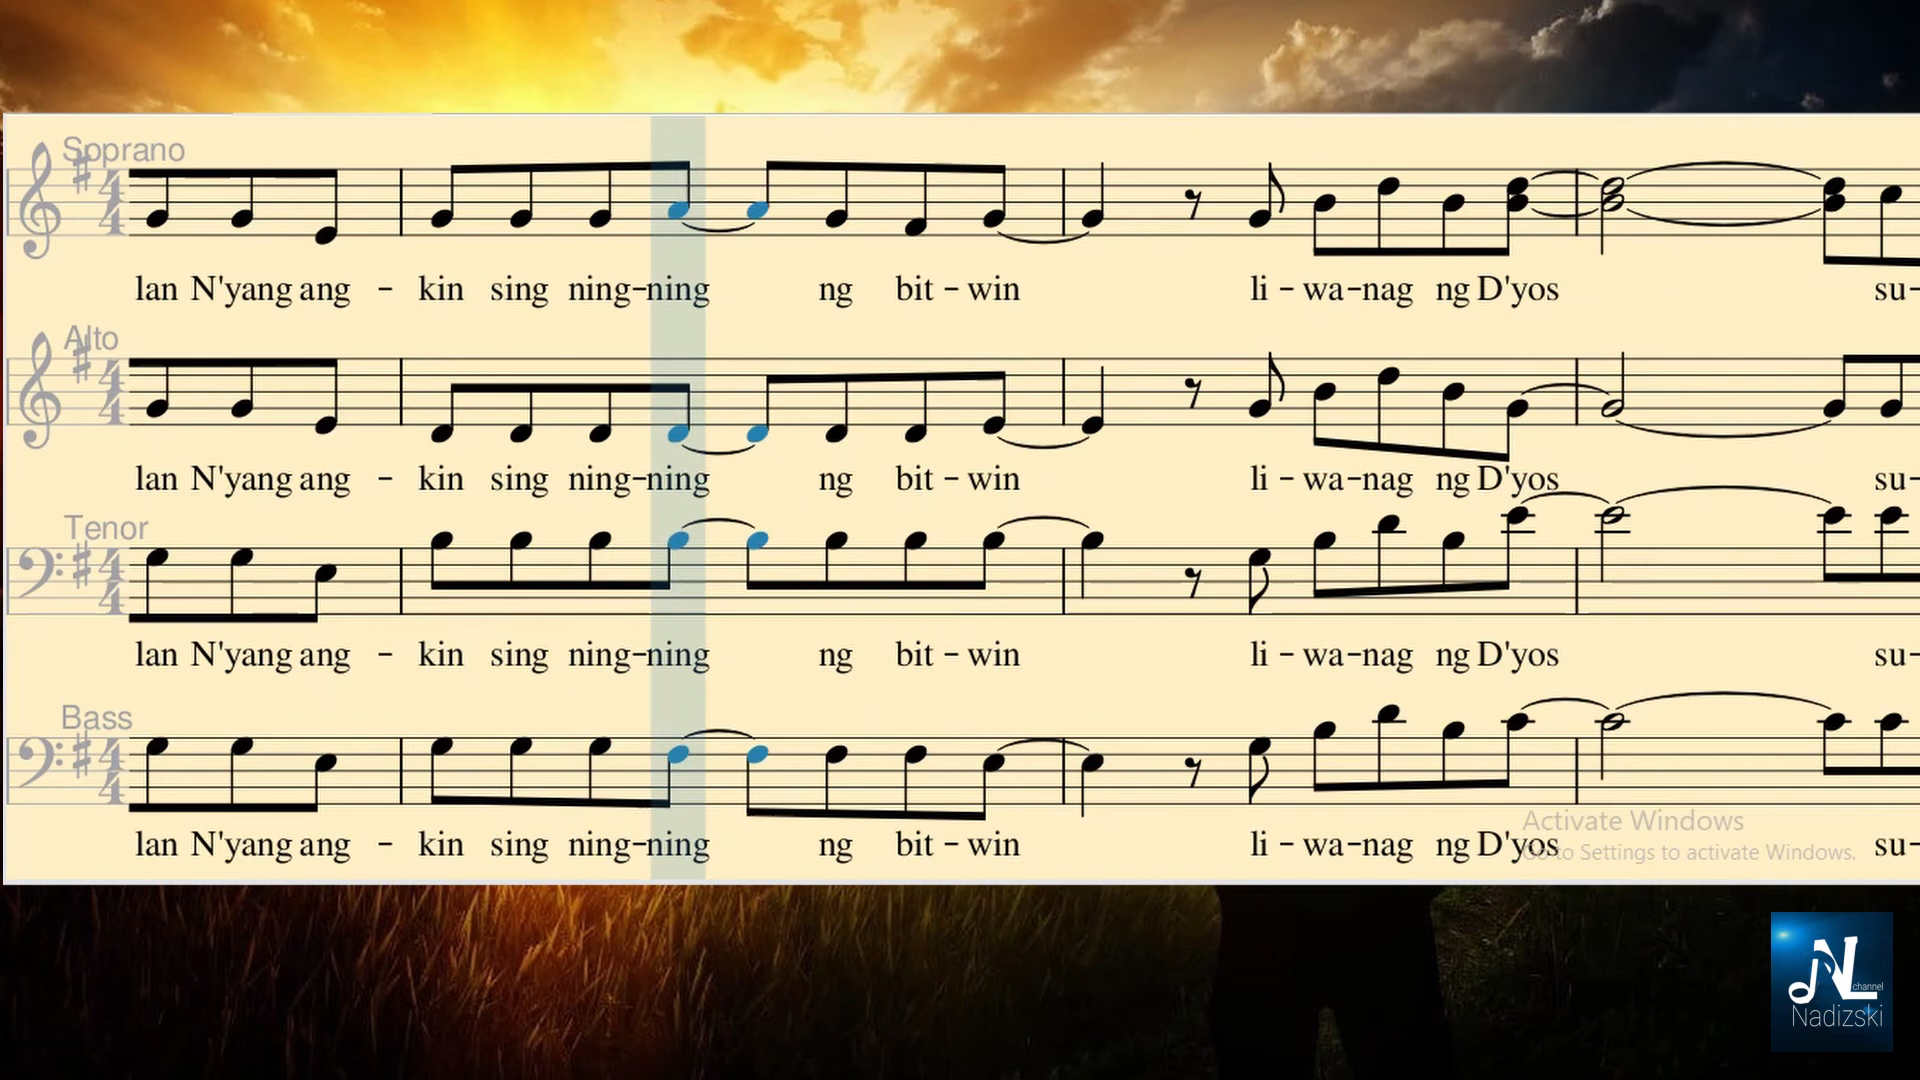 Soprano
lan N'yang ang - kin sing ning-ning ng bit - win li - wa-nag ng D'yos su-
Alto
lan N'yang ang - kin sing ning-ning ng bit - win li - wa-nag ng D'yos su-
Tenor
lan N'yang ang - kin sing ning-ning ng bit - win li - wa-nag ng D'yos su-
Bass
lan N'yang ang - kin sing ning-ning ng bit - win li - wa-nag ng D'yos su-
Activate Windows
Go to Settings to activate Windows.
NL
channel
Nadizski